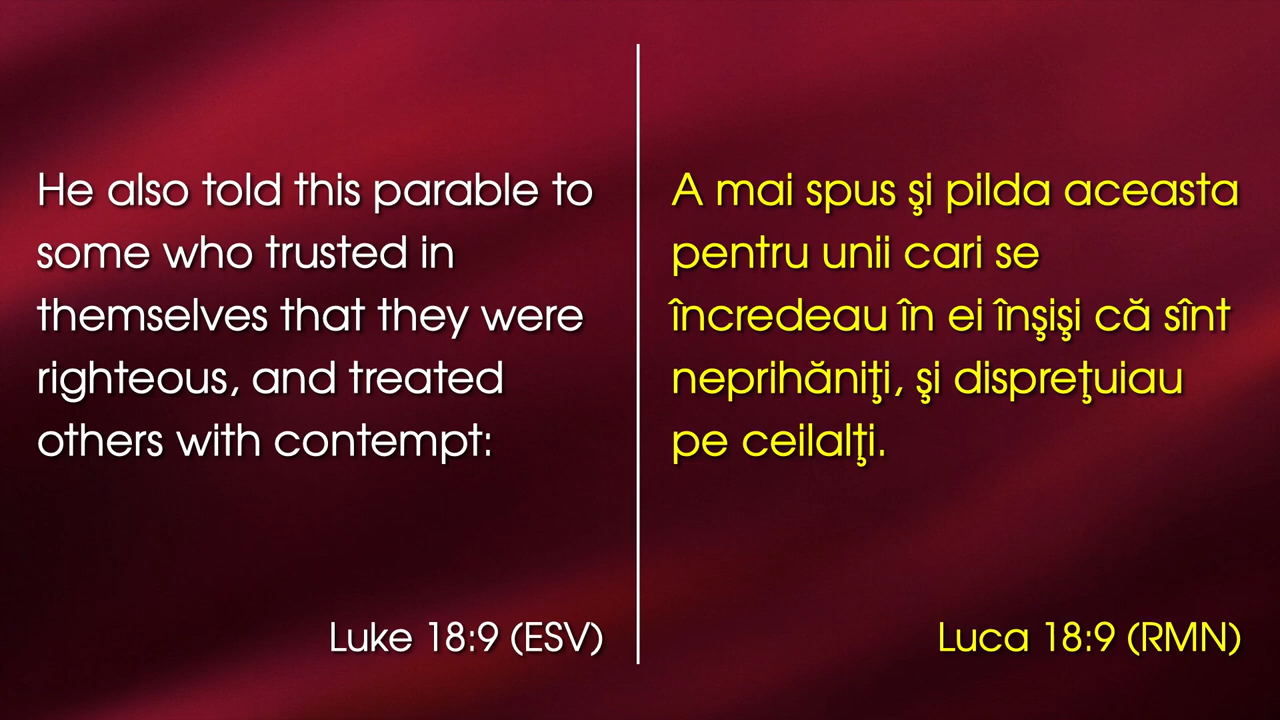 He also told this parable to
some who trusted in
themselves that they were
righteous, and treated
others with contempt:
Luke 18:9 (ESV)
A mai spus şi pilda aceasta
pentru unii cari se
încredeau în ei înşişi că sînt
neprihăniţi, şi dispreţuiau
pe ceilalţi.
Luca 18:9 (RMN)